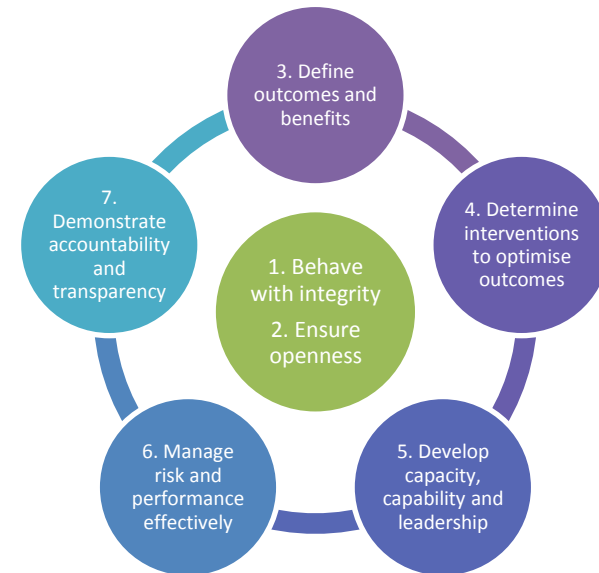 3. Define
outcomes and
benefits
7.
Demonstrate
accountability
and
transparency
4. Determine
interventions
to optimise
outcomes
1. Behave
with integrity
2. Ensure
openness
6. Manage
risk and
performance
effectively
5. Develop
capacity,
capability and
leadership